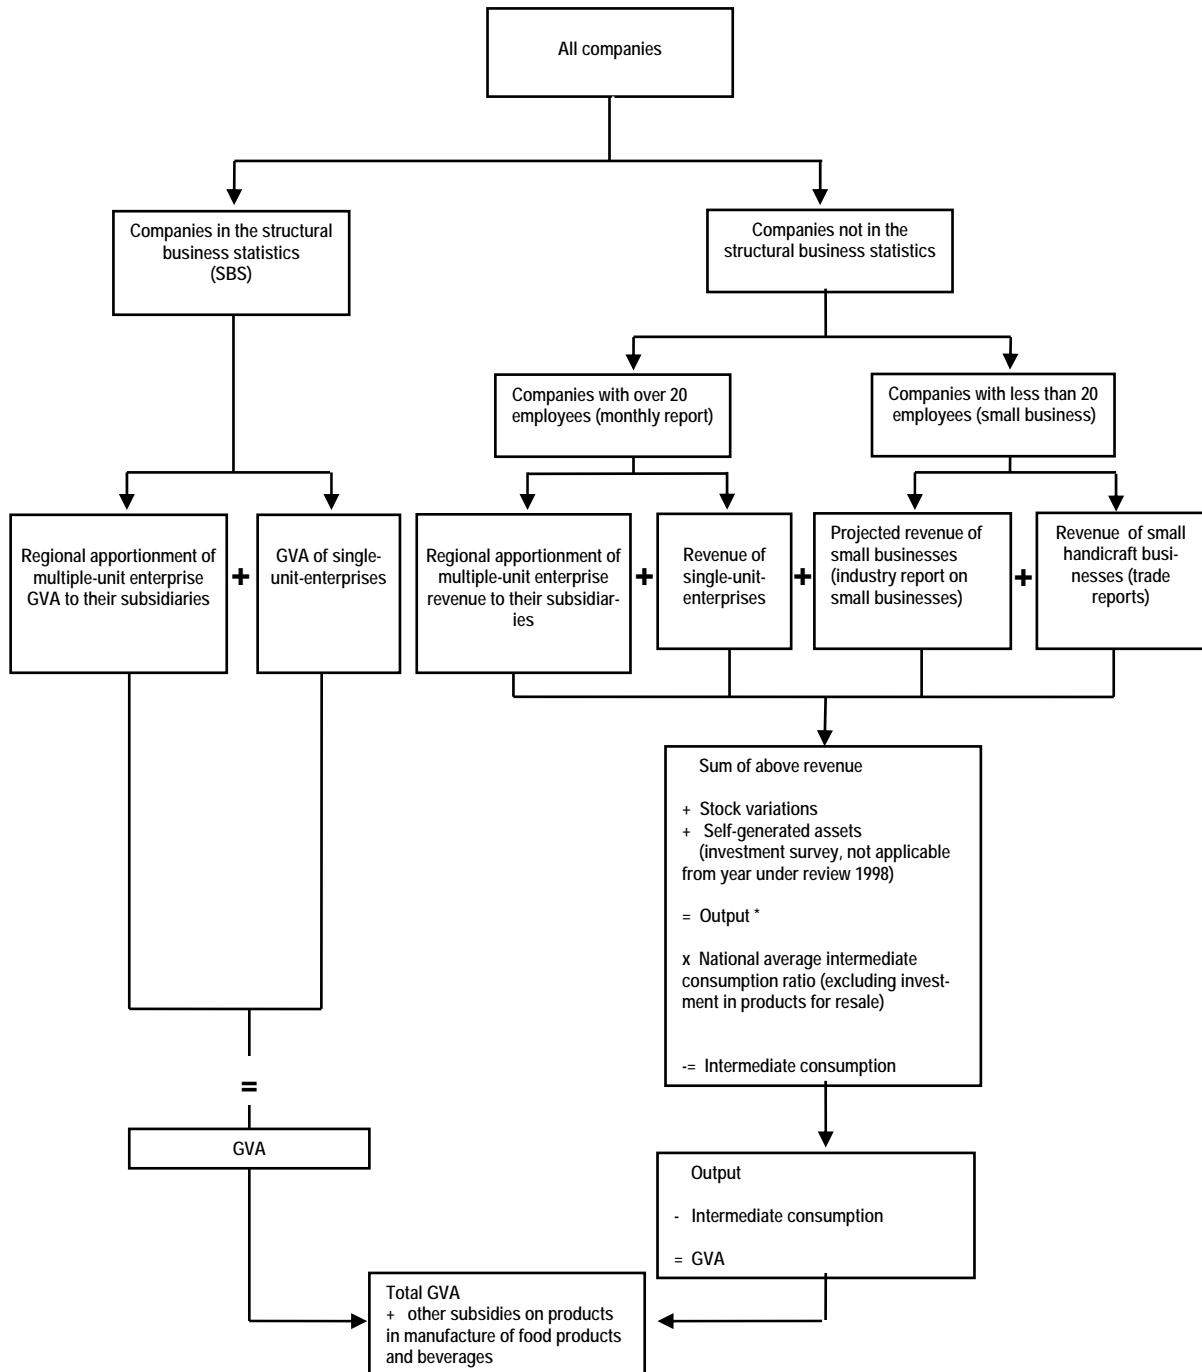 All companies
Companies in the structural
business statistics
(SBS)
Companies not in the
structural business statistics
Companies with over 20
employees (monthly report)
Companies with less than 20
employees (small business)
Regional apportionment of
multiple-unit enterprise
GVA to their subsidiaries
+
GVA of single-
unit-enterprises
Regional apportionment of
multiple-unit enterprise
revenue to their subsidiar-
ies
+
Revenue of
single-unit-
enterprises
+
Projected revenue of
small businesses
(industry report on
small businesses)
+
Revenue of small
handicraft busi-
nesses (trade
reports)
Sum of above revenue
+ Stock variations
+ Self-generated assets
(investment survey, not applicable
from year under review 1998)
= Output *
x National average intermediate
consumption ratio (excluding invest-
ment in products for resale)
-= Intermediate consumption
=
GVA
Output
- Intermediate consumption
= GVA
Total GVA
+ other subsidies on products
in manufacture of food products
and beverages